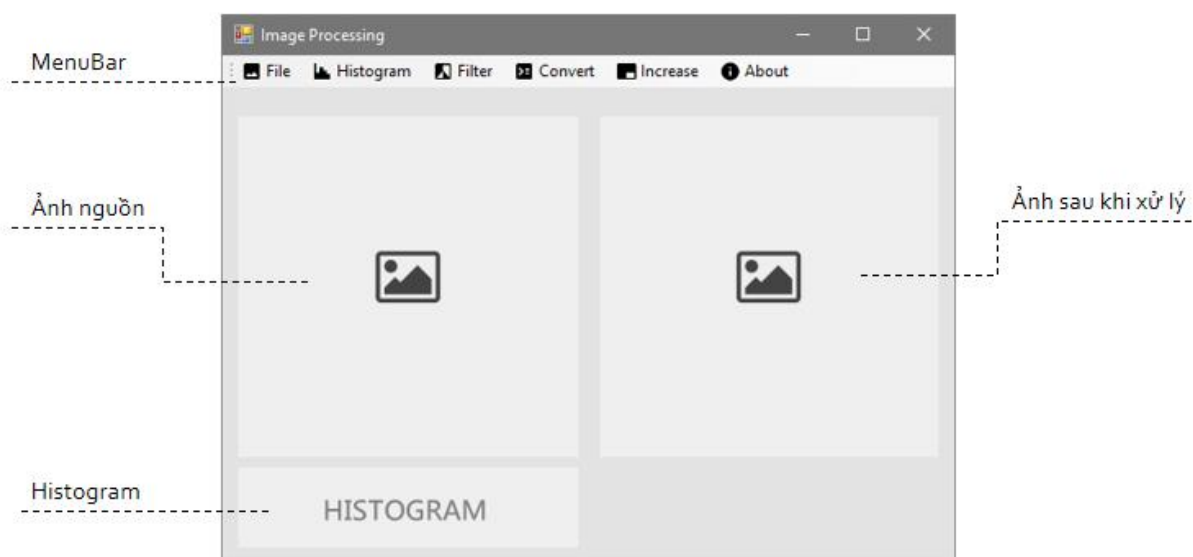 Image Processing
MenuBar
File Histogram Filter Convert Increase About
Ảnh nguồn
Ảnh sau khi xử lý
Histogram
HISTOGRAM